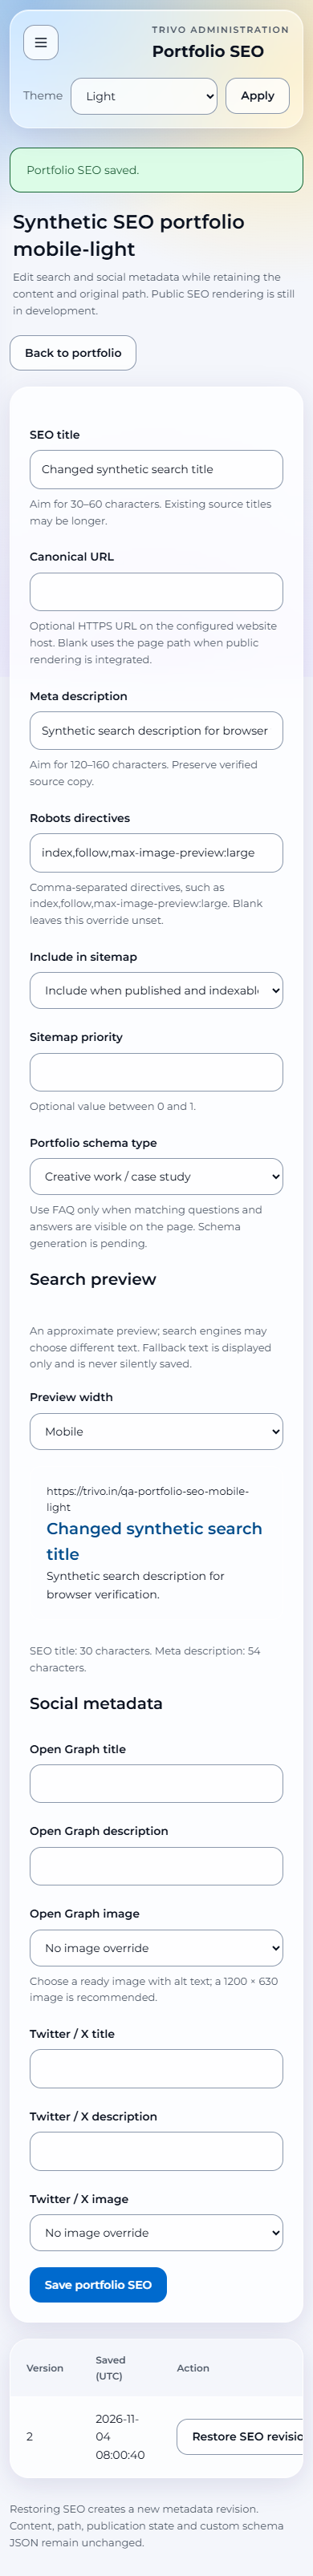 TRIVO ADMINISTRATION
Portfolio SEO
Theme
Light
Apply
Portfolio SEO saved.
Synthetic SEO portfolio
mobile-light
Edit search and social metadata while retaining the
content and original path. Public SEO rendering is still
in development.
Back to portfolio
SEO title
Changed synthetic search title
Aim for 30–60 characters. Existing source titles
may be longer.
Canonical URL
Optional HTTPS URL on the configured website
host. Blank uses the page path when public
rendering is integrated.
Meta description
Synthetic search description for browser
Aim for 120–160 characters. Preserve verified
source copy.
Robots directives
index,follow,max-image-preview:large
Comma-separated directives, such as
index,follow,max-image-preview:large. Blank
leaves this override unset.
Include in sitemap
Include when published and indexable
Sitemap priority
Optional value between 0 and 1.
Portfolio schema type
Creative work / case study
Use FAQ only when matching questions and
answers are visible on the page. Schema
generation is pending.
Search preview
An approximate preview; search engines may
choose different text. Fallback text is displayed
only and is never silently saved.
Preview width
Mobile
https://trivo.in/qa-portfolio-seo-mobile-
light
Changed synthetic search
title
Synthetic search description for
browser verification.
SEO title: 30 characters. Meta description: 54
characters.
Social metadata
Open Graph title
Open Graph description
Open Graph image
No image override
Choose a ready image with alt text; a 1200 × 630
image is recommended.
Twitter / X title
Twitter / X description
Twitter / X image
No image override
Save portfolio SEO
Version
Saved
(UTC)
Action
2
2026-11-
04
08:00:40
Restore SEO revisio
Restoring SEO creates a new metadata revision.
Content, path, publication state and custom schema
JSON remain unchanged.